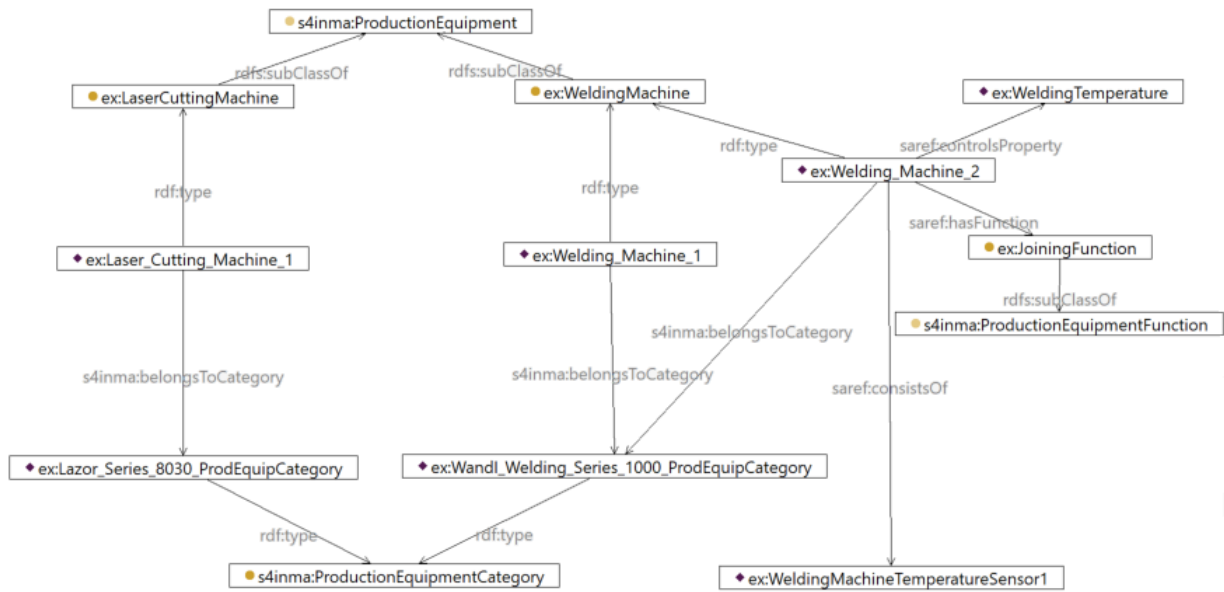 s4inma:ProductionEquipment
rdfs:subClassOf
rdfs:subClassOf
ex:LaserCuttingMachine
ex:WeldingMachine
ex:WeldingTemperature
rdf:type
saref:controlsProperty
ex:Welding_Machine_2
rdf:type
rdf:type
saref:hasFunction
ex:Laser_Cutting_Machine_1
ex:Welding_Machine_1
ex:JoiningFunction
rdfs:subClassOf
s4inma:ProductionEquipmentFunction
s4inma:belongsToCategory
s4inma:belongsToCategory
s4inma:belongsToCategory
saref:consistsOf
ex:Lazor_Series_8030_ProdEquipCategory
ex:Wandl_Welding_Series_1000_ProdEquipCategory
rdf:type
rdf:type
s4inma:ProductionEquipmentCategory
ex:WeldingMachineTemperatureSensor1